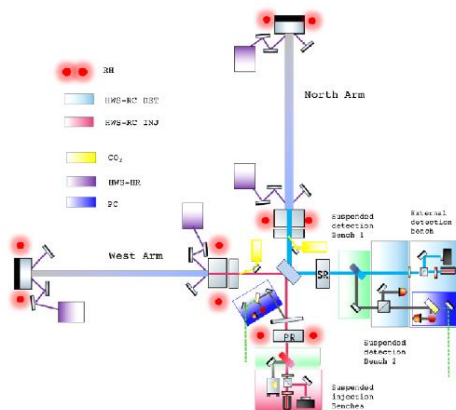 RH
HWS-RC DET
HWS-RC INJ
CO₂
HWS-HR
PC
North Arm
West Arm
Suspended
detection
Bench 1
External
detection
bench
SR
PR
Suspended
detection
Bench 2
Suspended
injection
Benches